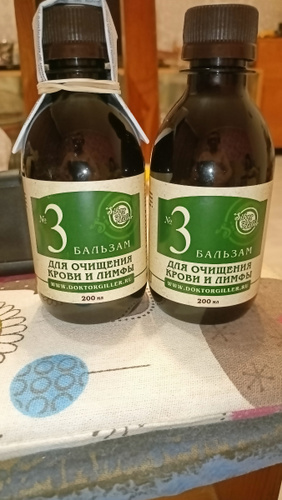 № 3
БАЛЬЗАМ
ДЛЯ ОЧИЩЕНИЯ
КРОВИ И ЛИМФЫ
WWW.DOKTORGILLER.RU
200 мл
№ 3
БАЛЬЗАМ
ДЛЯ ОЧИЩЕНИЯ
КРОВИ И ЛИМФЫ
WWW.DOKTORGILLER.RU
200 мл